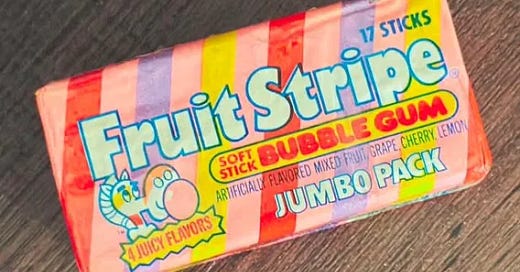 17 STICKS
Fruit Stripe
SOFT STICK BUBBLE GUM
ARTIFICIALLY FLAVORED MIXED FRUIT, GRAPE, CHERRY, LEMON
JUMBO PACK
4 JUICY FLAVORS